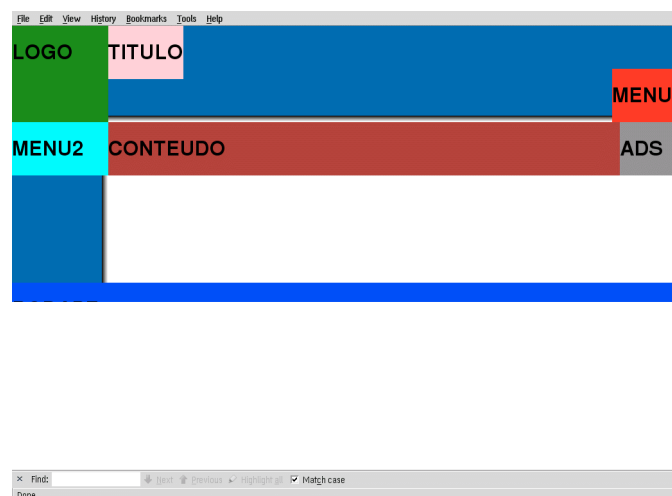 File Edit View History Bookmarks Tools Help
LOGO TITULO
MENU
MENU2 CONTEUDO ADS
× Find: Next Previous Highlight all Match case
Done